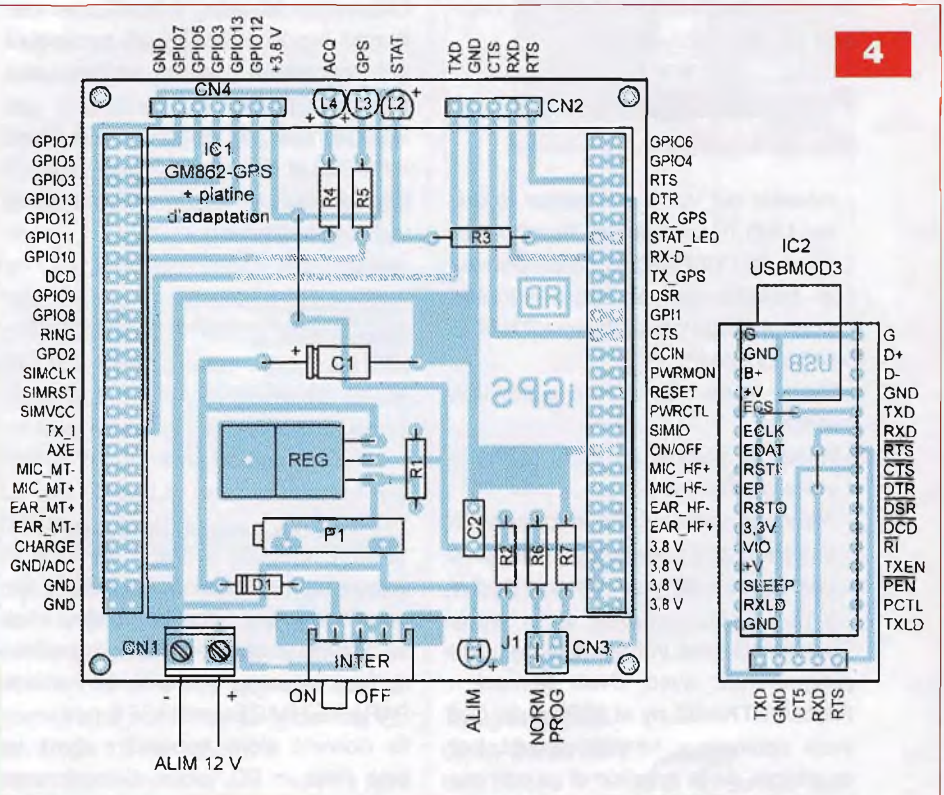 4
GND
GPIO7
GPIO5
GPIO3
GPIO13
GPIO12
+3,8 V
ACQ
GPS
STAT
TXD
GND
CTS
RXD
RTS
CN4
L4
L3
L2
+
+
CN2
GPIO7
GPIO5
GPIO3
GPIO13
GPIO12
GPIO11
GPIO10
DCD
GPIO9
GPIO8
RING
GPO2
SIMCLK
SIMRST
SIMVCC
TX_I
AXE
MIC_MT-
MIC_MT+
EAR_MT+
EAR_MT-
CHARGE
GND/ADC
GND
GND
IC1
GM862-GPS
+ platine
d'adaptation
R4
R5
R3
RD
+
C1
iGPS
REG
R1
P1
C2
D1
R2
R6
R7
GPIO6
GPIO4
RTS
DTR
RX_GPS
STAT_LED
RX-D
TX_GPS
DSR
GPI1
CTS
CCIN
PWRMON
RESET
PWRCTL
SIMIO
ON/OFF
MIC_HF+
MIC_HF-
EAR_HF-
EAR_HF+
3,8 V
3,8 V
3,8 V
3,8 V
CN1
INTER
L1
+
J1
CN3
+
ON
OFF
ALIM
NORM
PROG
ALIM 12 V
IC2
USBMOD3
USB
G
GND
B+
+V
ECS
ECLK
EDAT
RSTI
EP
RSTO
3,3V
VIO
+V
SLEEP
RXLD
GND
G
D+
D-
GND
TXD
RXD
RTS
CTS
DTR
DSR
DCD
RI
TXEN
PEN
PCTL
TXLD
TXD
GND
CTS
RXD
RTS